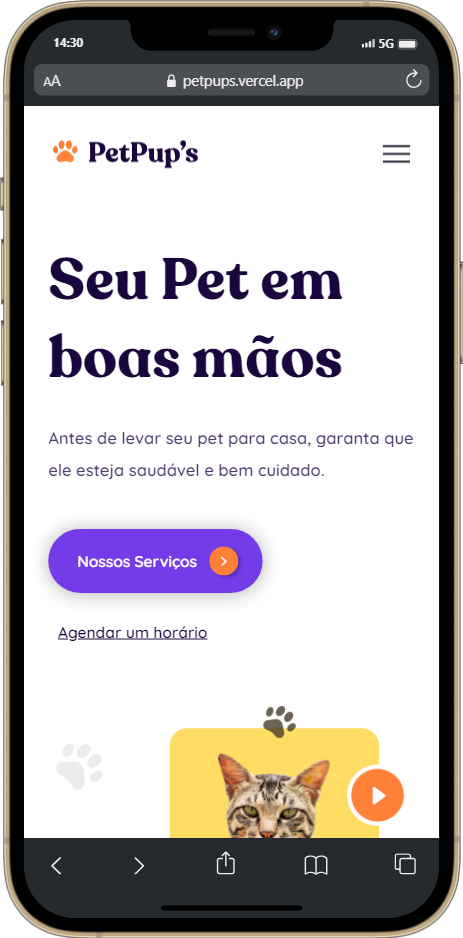 14:30
5G
AA
petpups.vercel.app
PetPup's
Seu Pet em
boas mãos
Antes de levar seu pet para casa, garanta que
ele esteja saudável e bem cuidado.
Nossos Serviços
Agendar um horário